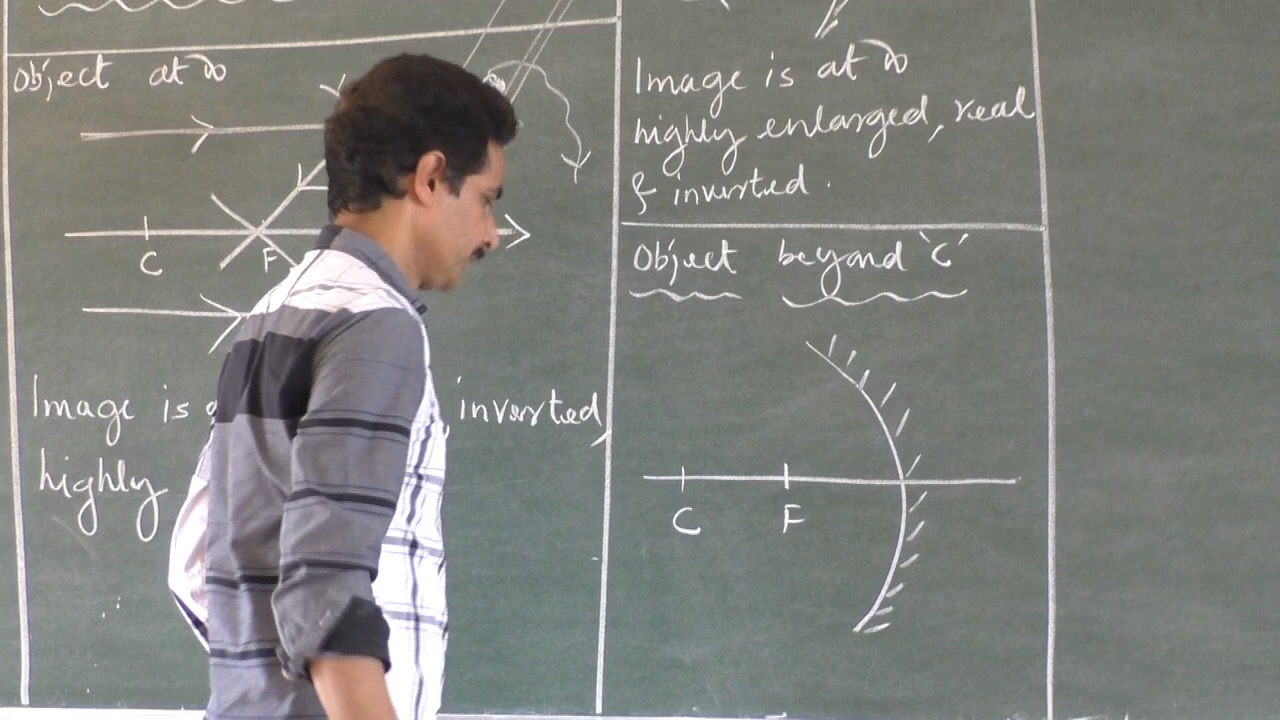 Object at ∞
C
F
Image is
inverted,
highly
Image is at ∞
highly enlarged, real
& inverted.
Object beyond 'C'
C F